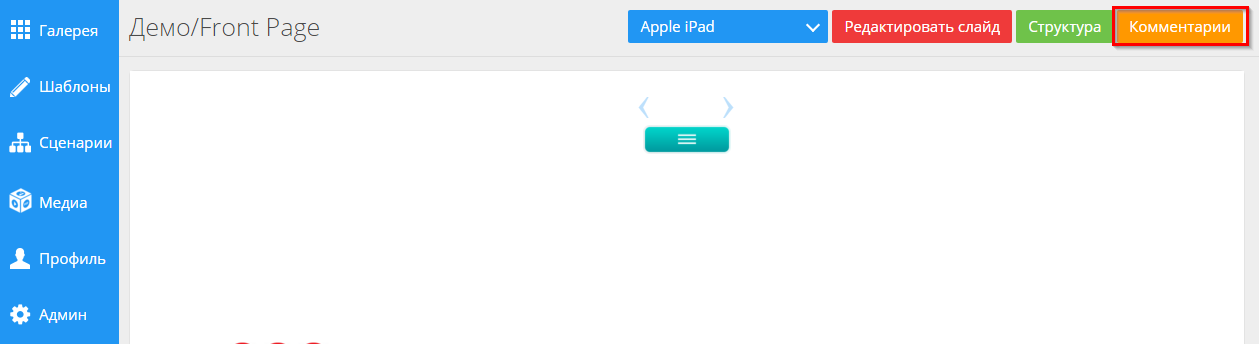 Галерея
Шаблоны
Сценарии
Медиа
Профиль
Админ
Демо/Front Page
Apple iPad
Редактировать слайд
Структура
Комментарии